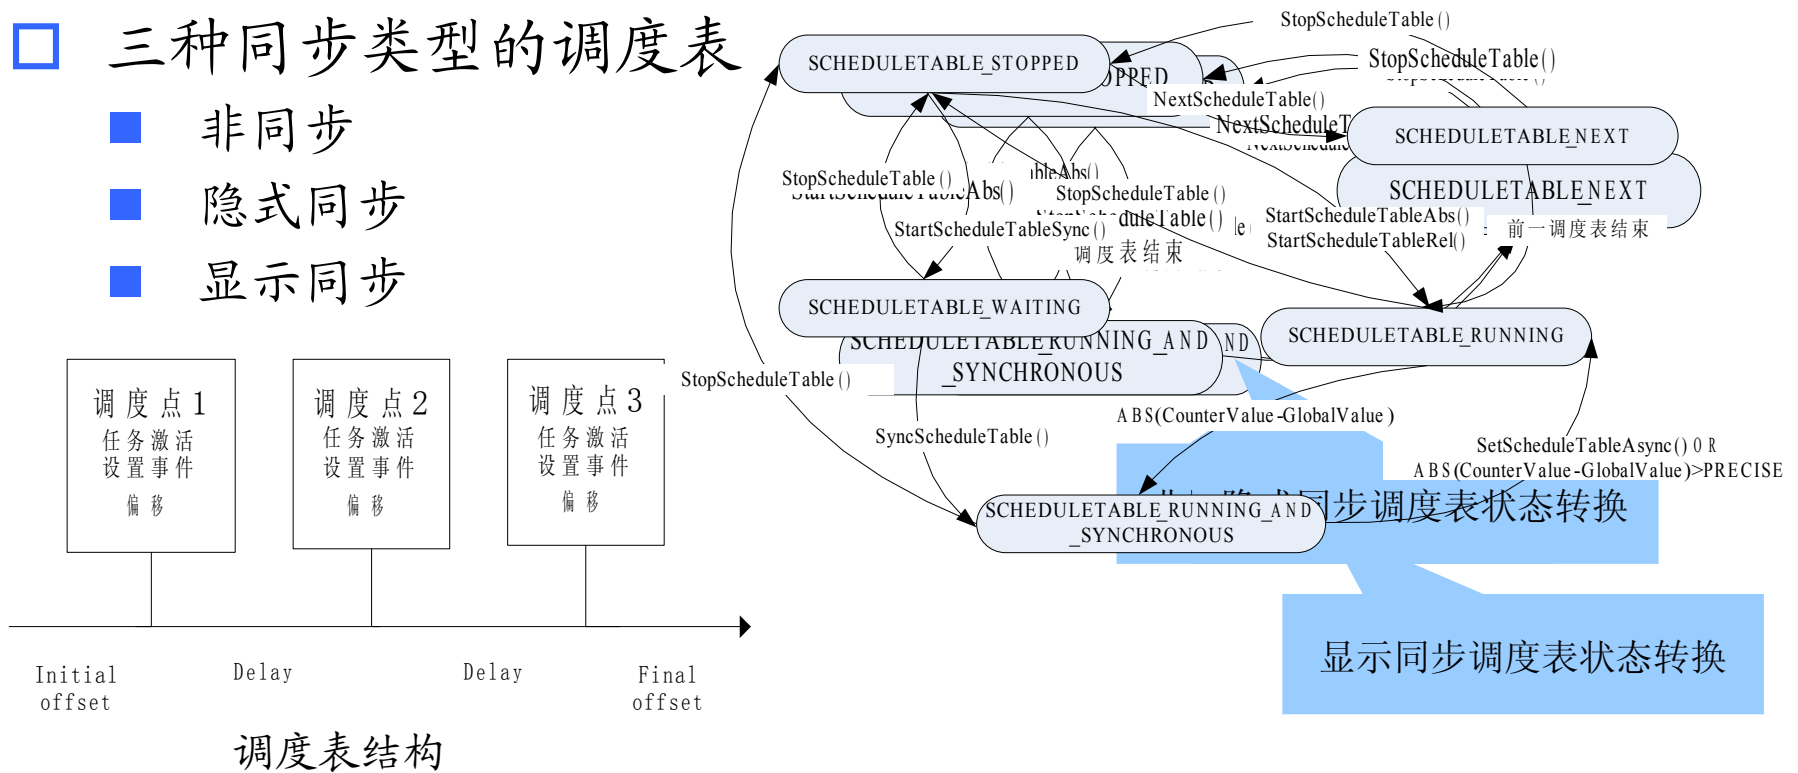 三种同步类型的调度表
非同步
隐式同步
显示同步
调度点1
任务激活
设置事件
偏移
调度点2
任务激活
设置事件
偏移
调度点3
任务激活
设置事件
偏移
Initial
offset
Delay
Delay
Final
offset
调度表结构
StopScheduleTable()
StopScheduleTable()
SCHEDULETABLE_STOPPED
NextScheduleTable()
SCHEDULETABLE_NEXT
SCHEDULETABLE_NEXT
StopScheduleTable()
StopScheduleTable()
StartScheduleTableAbs()
StartScheduleTableRel()
前一调度表结束
StartScheduleTableSync()
调度表结束
SCHEDULETABLE_WAITING
SCHEDULETABLE_RUNNING
SCHEDULETABLE_RUNNING_AND
_SYNCHRONOUS
StopScheduleTable()
ABS(CounterValue-GlobalValue)
SyncScheduleTable()
SetScheduleTableAsync() OR
ABS(CounterValue-GlobalValue)>PRECISE
同步调度表状态转换
SCHEDULETABLE_RUNNING_AND
_SYNCHRONOUS
显示同步调度表状态转换